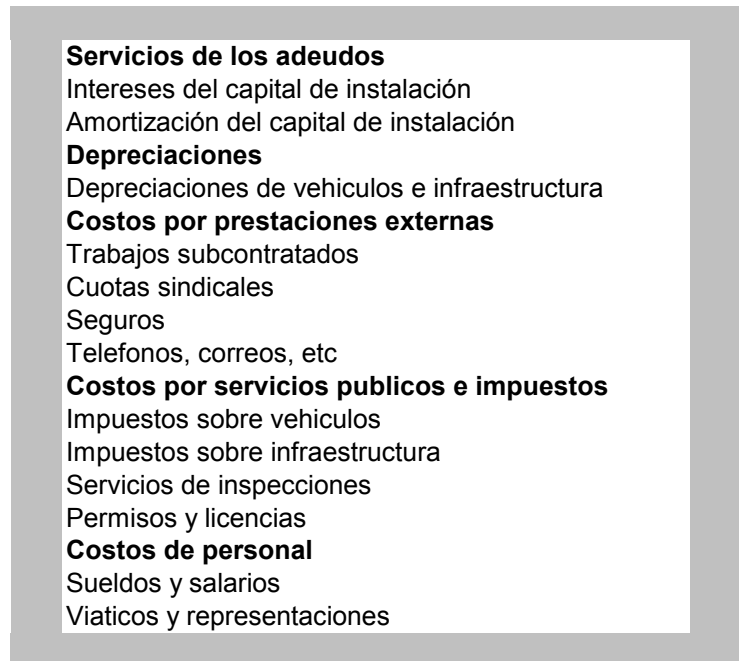 Servicios de los adeudos
Intereses del capital de instalación
Amortización del capital de instalación
Depreciaciones
Depreciaciones de vehiculos e infraestructura
Costos por prestaciones externas
Trabajos subcontratados
Cuotas sindicales
Seguros
Telefonos, correos, etc
Costos por servicios publicos e impuestos
Impuestos sobre vehiculos
Impuestos sobre infraestructura
Servicios de inspecciones
Permisos y licencias
Costos de personal
Sueldos y salarios
Viaticos y representaciones